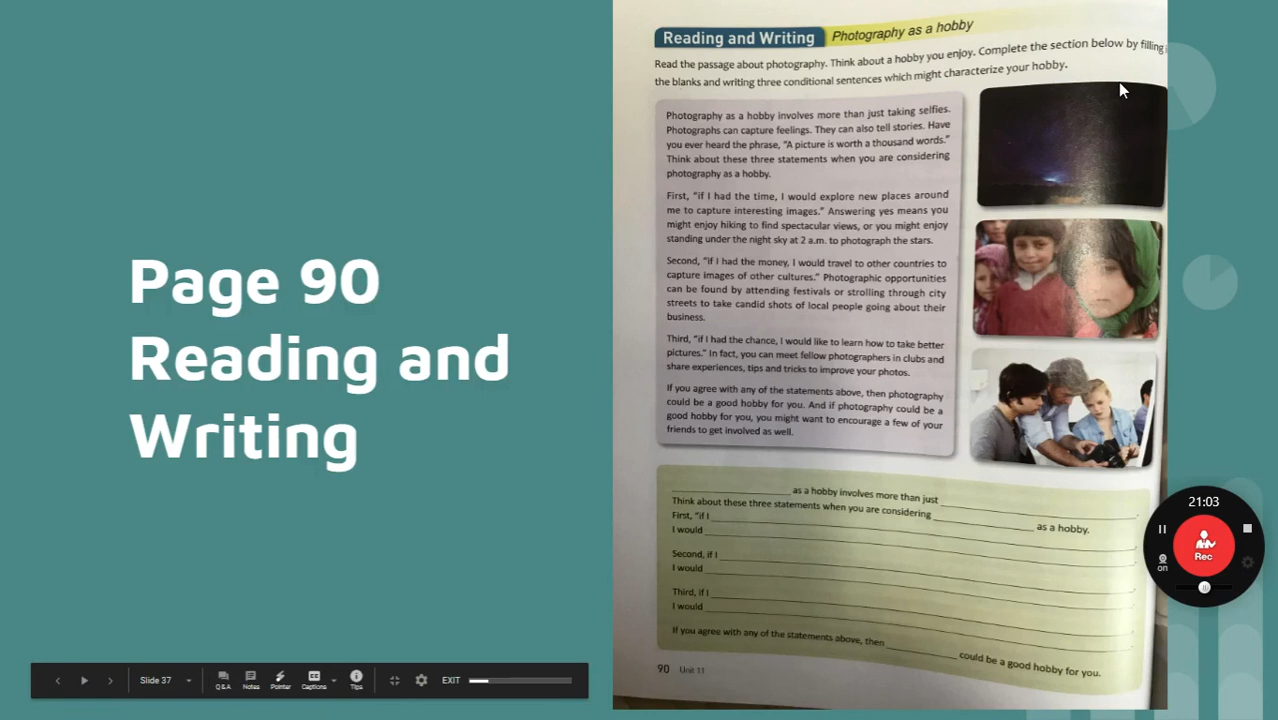 Page 90
Reading and
Writing
Reading and Writing
Photography as a hobby
Read the passage about photography. Think about a hobby you enjoy. Complete the section below by filling
the blanks and writing three conditional sentences which might characterize your hobby.
Photography as a hobby involves more than just taking selfies.
Photographs can capture feelings. They can also tell stories. Have
you ever heard the phrase, “A picture is worth a thousand words.”
Think about these three statements when you are considering
photography as a hobby.
First, “if I had the time, I would explore new places around
me to capture interesting images.” Answering yes means you
might enjoy hiking to find spectacular views, or you might enjoy
standing under the night sky at 2 a.m. to photograph the stars.
Second, “if I had the money, I would travel to other countries to
capture images of other cultures.” Photographic opportunities
can be found by attending festivals or strolling through city
streets to take candid shots of local people going about their
business.
Third, “if I had the chance, I would like to learn how to take better
pictures.” In fact, you can meet fellow photographers in clubs and
share experiences, tips and tricks to improve your photos.
If you agree with any of the statements above, then photography
could be a good hobby for you. And if photography could be a
good hobby for you, you might want to encourage a few of your
friends to get involved as well.
____________ as a hobby involves more than just ____________.
Think about these three statements when you are considering ____________ as a hobby.
First, “if I ____________
I would ____________.
Second, if I ____________
I would ____________.
Third, if I ____________
I would ____________.
If you agree with any of the statements above, then ________ could be a good hobby for you.
90 Unit 11
21:03
Rec
on
Slide 37
Q&A
Notes
Pointer
Captions
Tips
EXIT